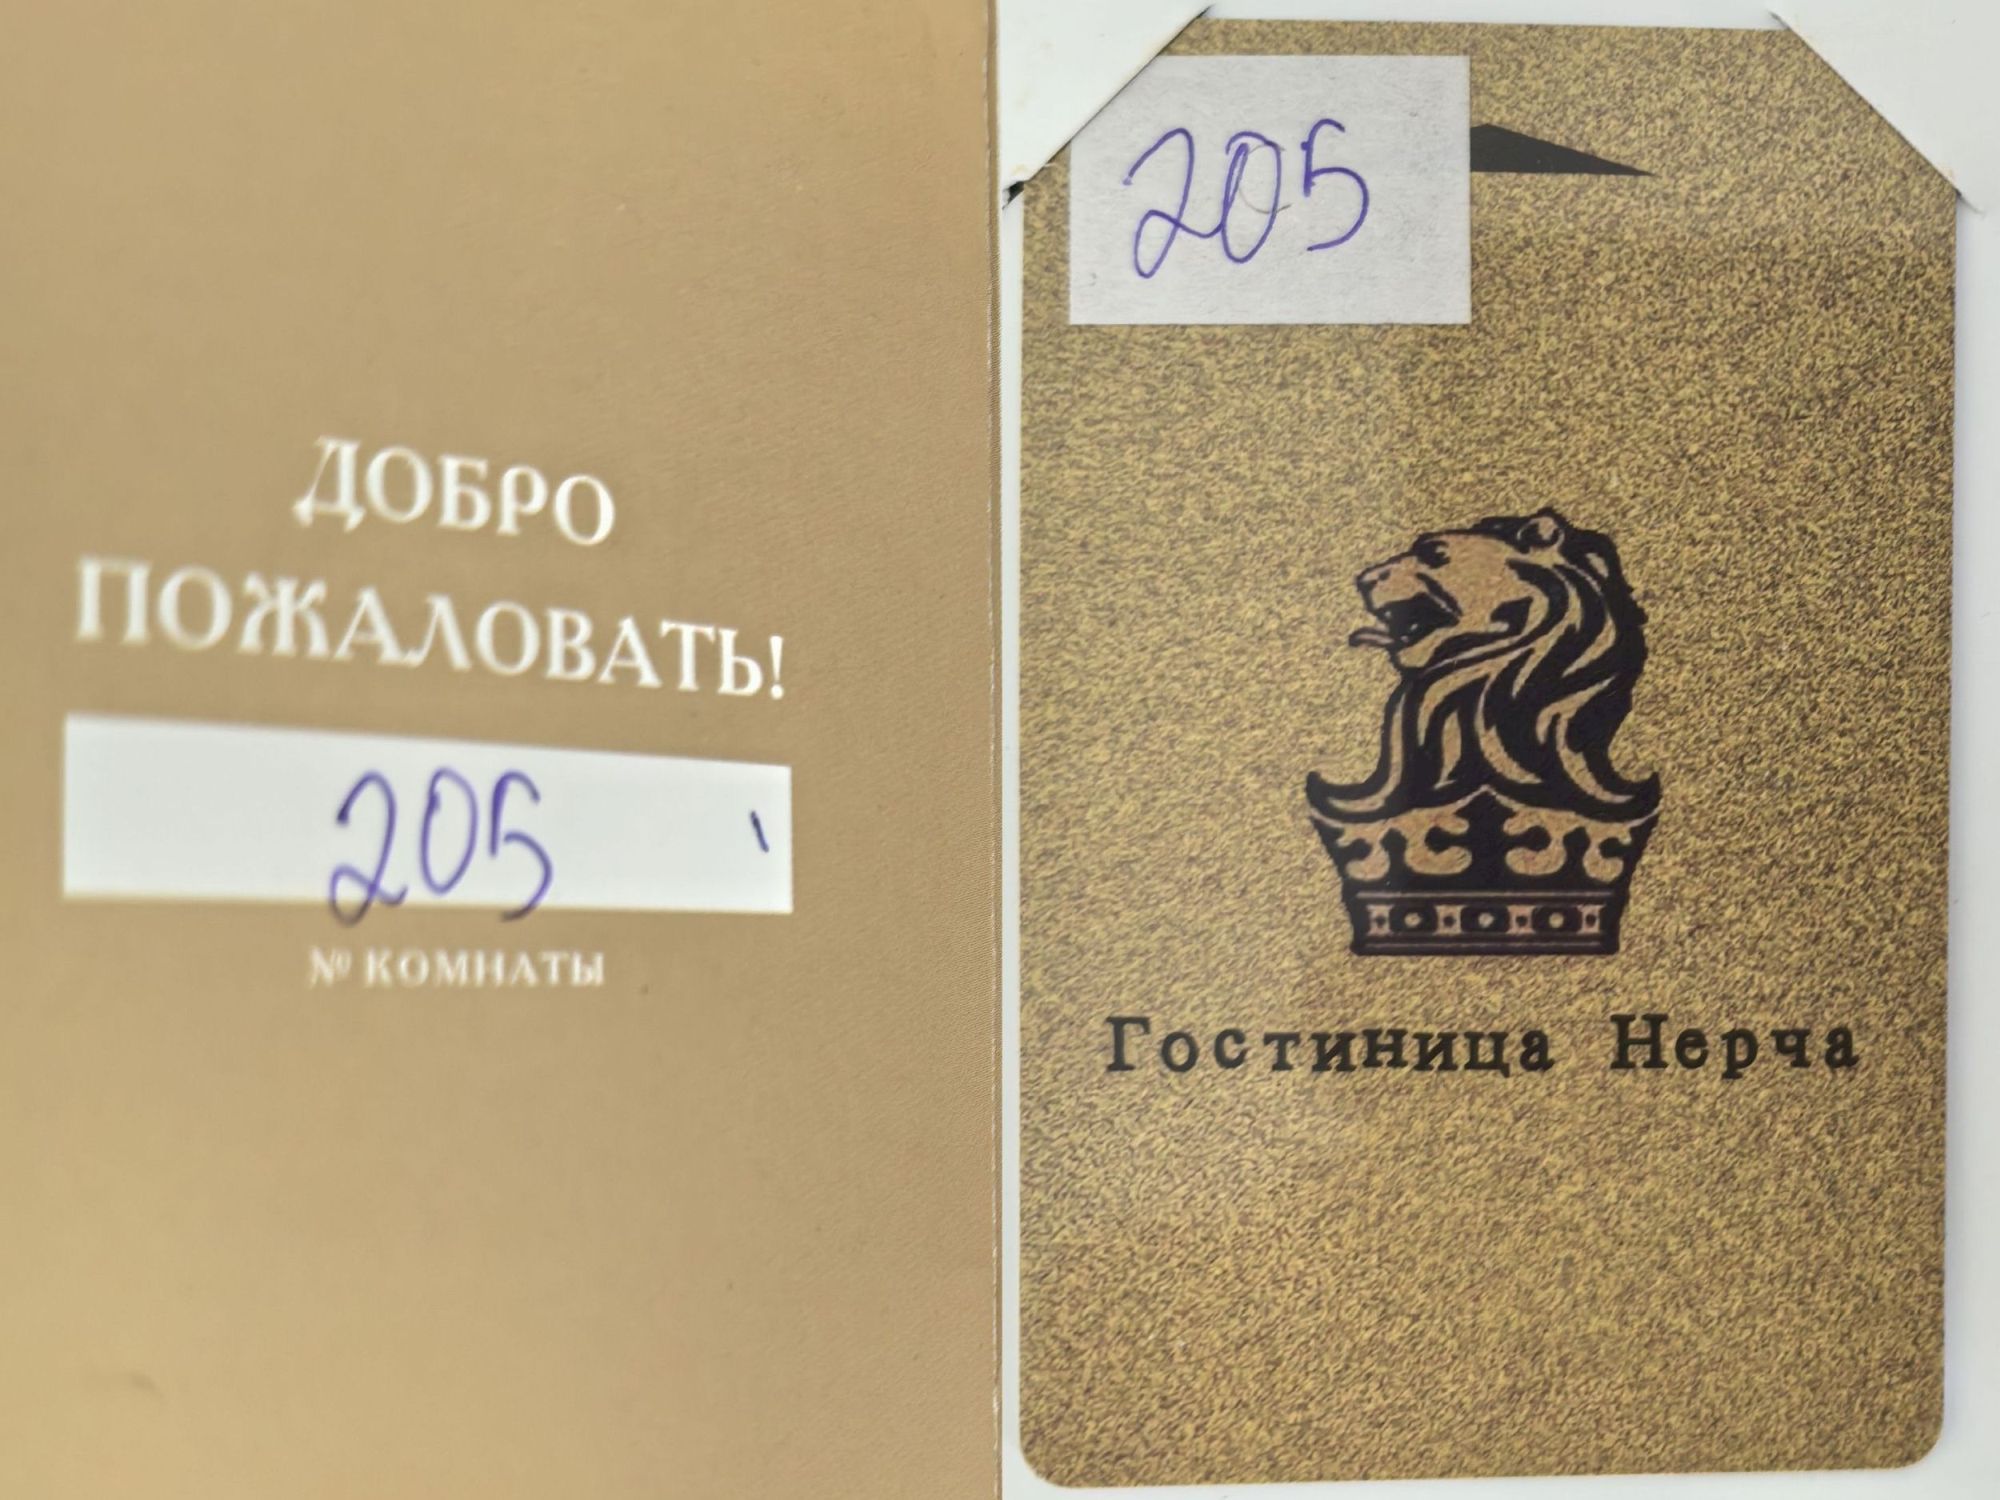 ДОБРО
ПОЖАЛОВАТЬ!
205
№ КОМНАТЫ
205
Гостиница Нерча